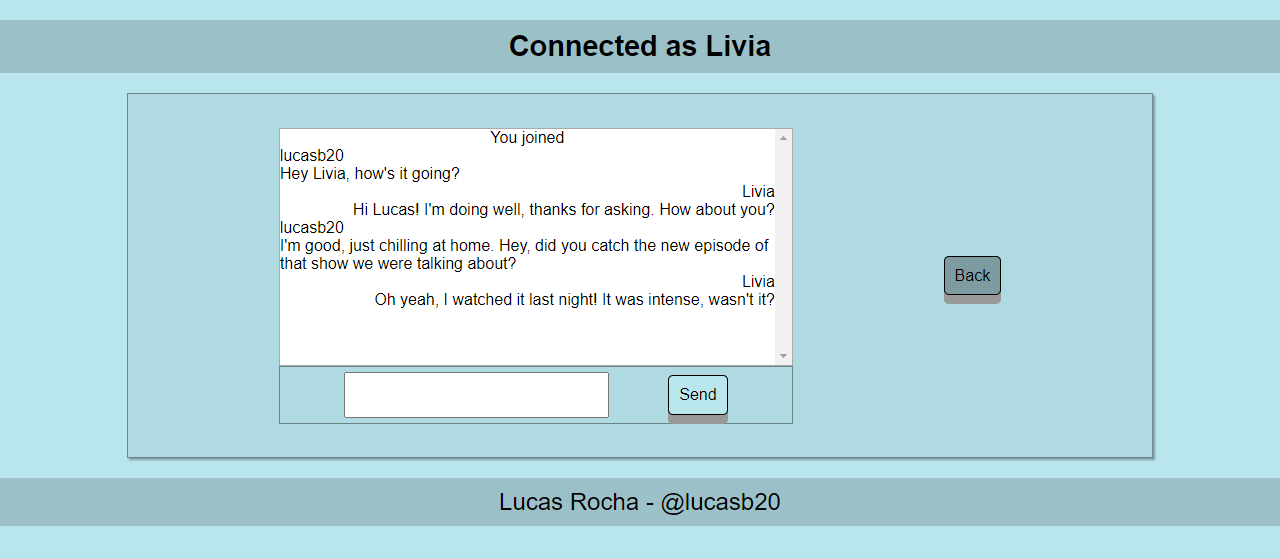 Connected as Livia
You joined
lucasb20
Hey Livia, how's it going?
Livia
Hi Lucas! I'm doing well, thanks for asking. How about you?
lucasb20
I'm good, just chilling at home. Hey, did you catch the new episode of
that show we were talking about?
Livia
Oh yeah, I watched it last night! It was intense, wasn't it?
Back
Send
Lucas Rocha - @lucasb20